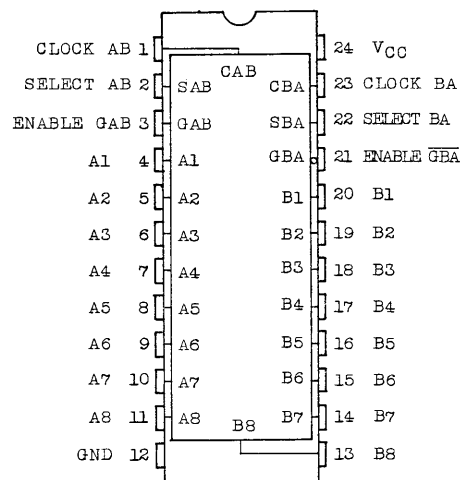 CLOCK AB 1 CAB 24 VCC
SELECT AB 2 SAB CBA 23 CLOCK BA
ENABLE GAB 3 GAB SBA 22 SELECT BA
A1 4 A1 GBA 21 ENABLE GBA
A2 5 A2 B1 20 B1
A3 6 A3 B2 19 B2
A4 7 A4 B3 18 B3
A5 8 A5 B4 17 B4
A6 9 A6 B5 16 B5
A7 10 A7 B6 15 B6
A8 11 A8 B7 14 B7
GND 12 B8 13 B8